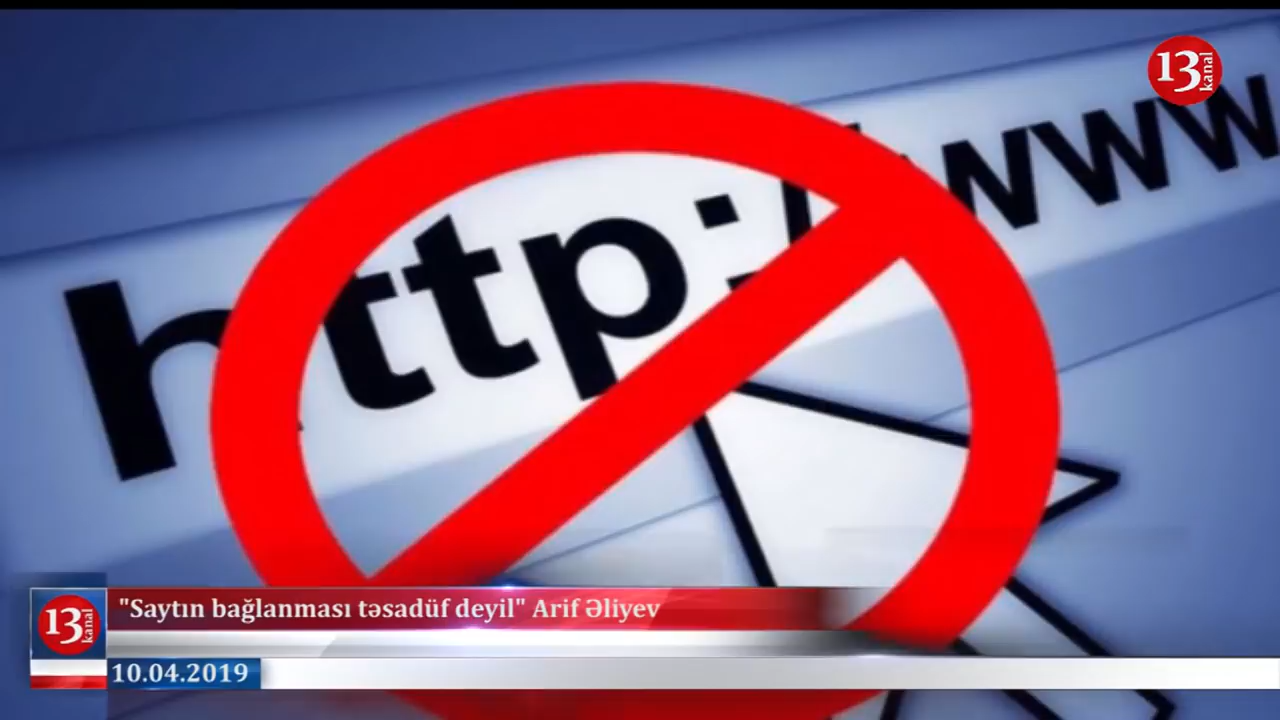 13 kanal
http:/www
13 kanal
"Saytın bağlanması təsadüf deyil" Arif Əliyev
10.04.2019